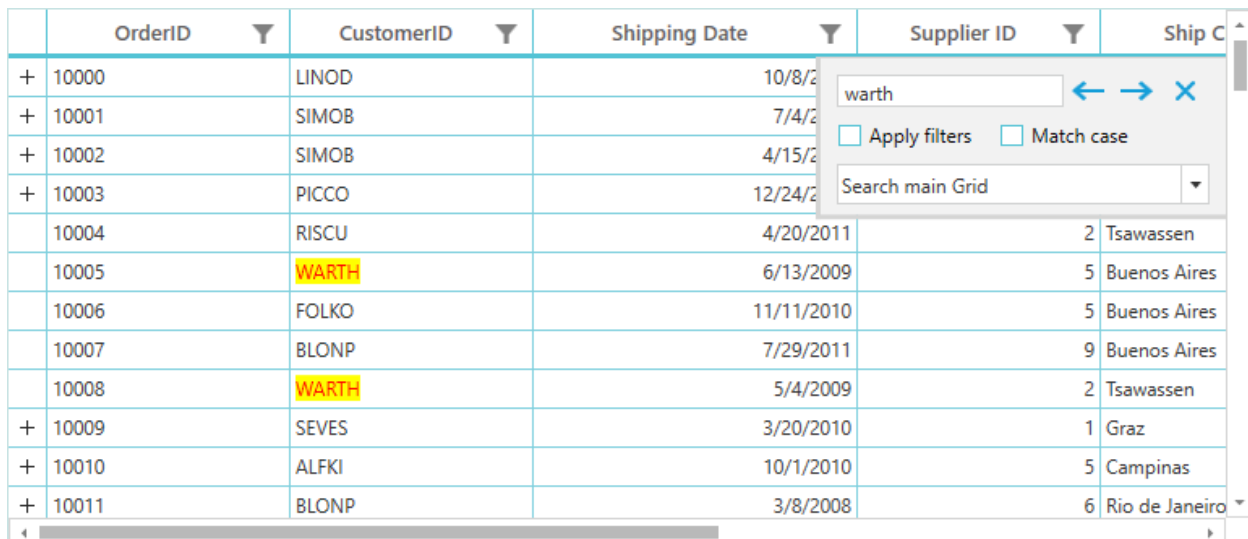 OrderID CustomerID Shipping Date Supplier ID Ship C
+ 10000 LINOD 10/8/2
warth
+ 10001 SIMOB 7/4/2
Apply filters Match case
+ 10002 SIMOB 4/15/2
+ 10003 PICCO 12/24/2
Search main Grid
10004 RISCU 4/20/2011 2 Tsawassen
10005 WARTH 6/13/2009 5 Buenos Aires
10006 FOLKO 11/11/2010 5 Buenos Aires
10007 BLONP 7/29/2011 9 Buenos Aires
10008 WARTH 5/4/2009 2 Tsawassen
+ 10009 SEVES 3/20/2010 1 Graz
+ 10010 ALFKI 10/1/2010 5 Campinas
+ 10011 BLONP 3/8/2008 6 Rio de Janeiro